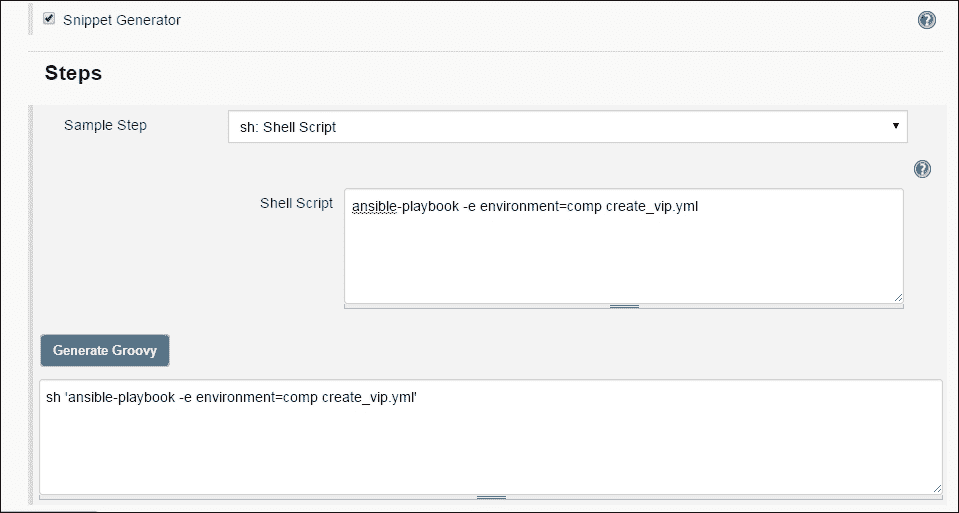 Snippet Generator
?
Steps
Sample Step
sh: Shell Script
?
Shell Script
ansible-playbook -e environment=comp create_vip.yml
Generate Groovy
sh 'ansible-playbook -e environment=comp create_vip.yml'